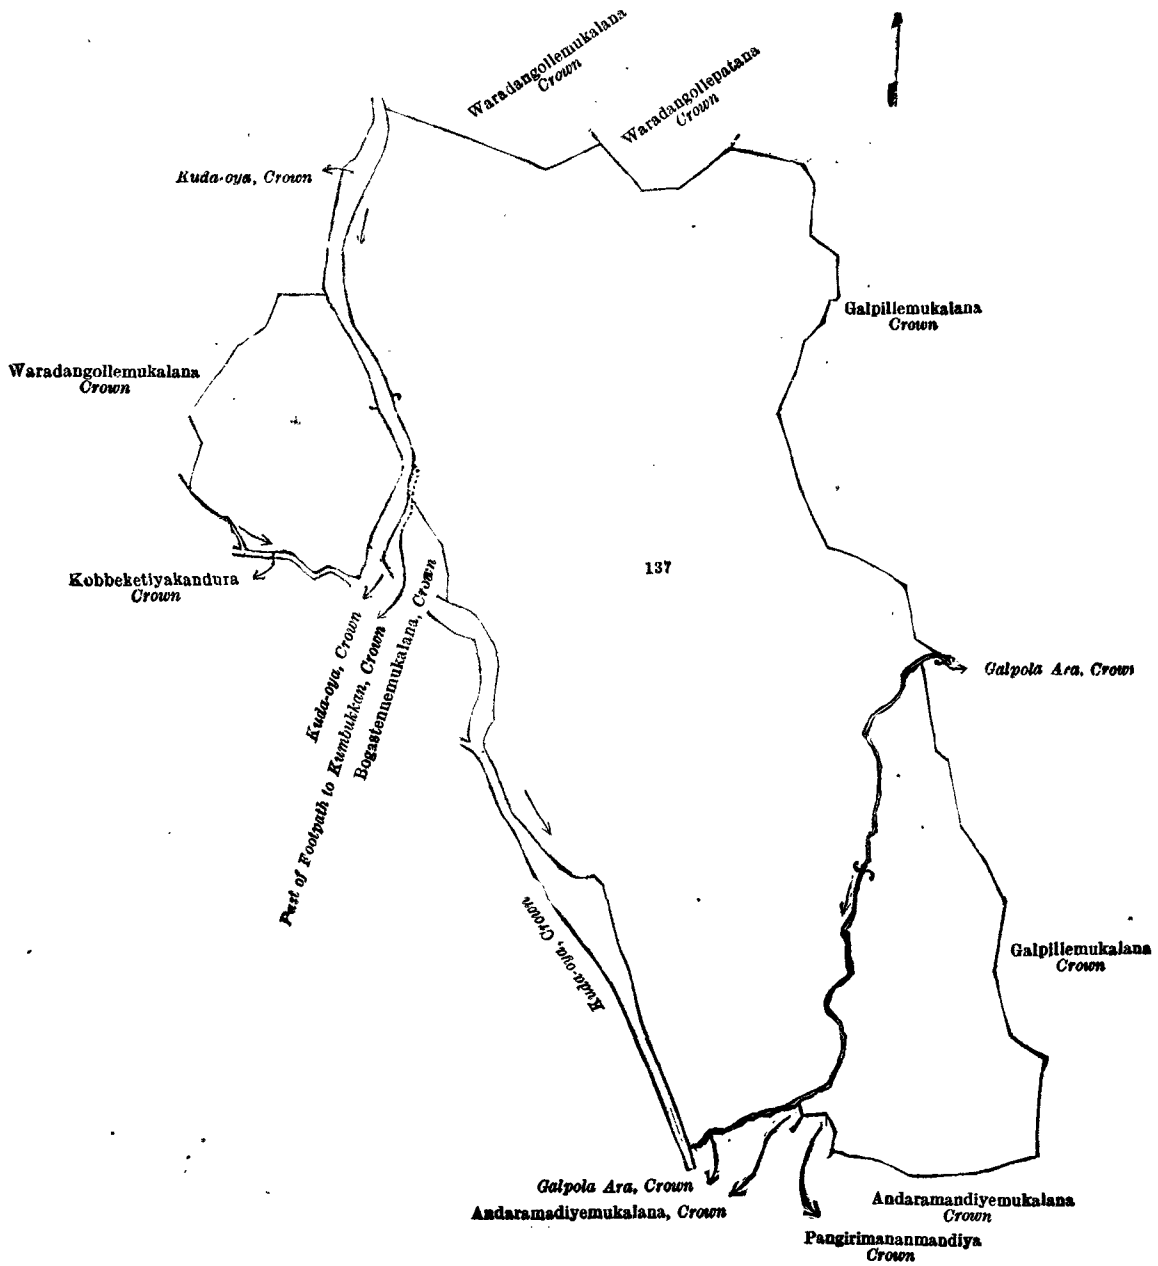 Waradangollemukalana
Crown
Waradangollepatana
Crown
Kuda-oya, Crown
Galpillemukalana
Crown
Waradangollemukalana
Crown
137
Kobbeketiyakandura
Crown
Kuda-oya, Crown
Past of Footpath to Kumbukkan, Crown
Bogastennemukalana, Crown
Galpola Ara, Crown
Kuda-oya, Crown
Galpillemukalana
Crown
Galpola Ara, Crown
Andaramadiyemukalana, Crown
Andaramandiyemukalana
Crown
Pangirimananmandiya
Crown